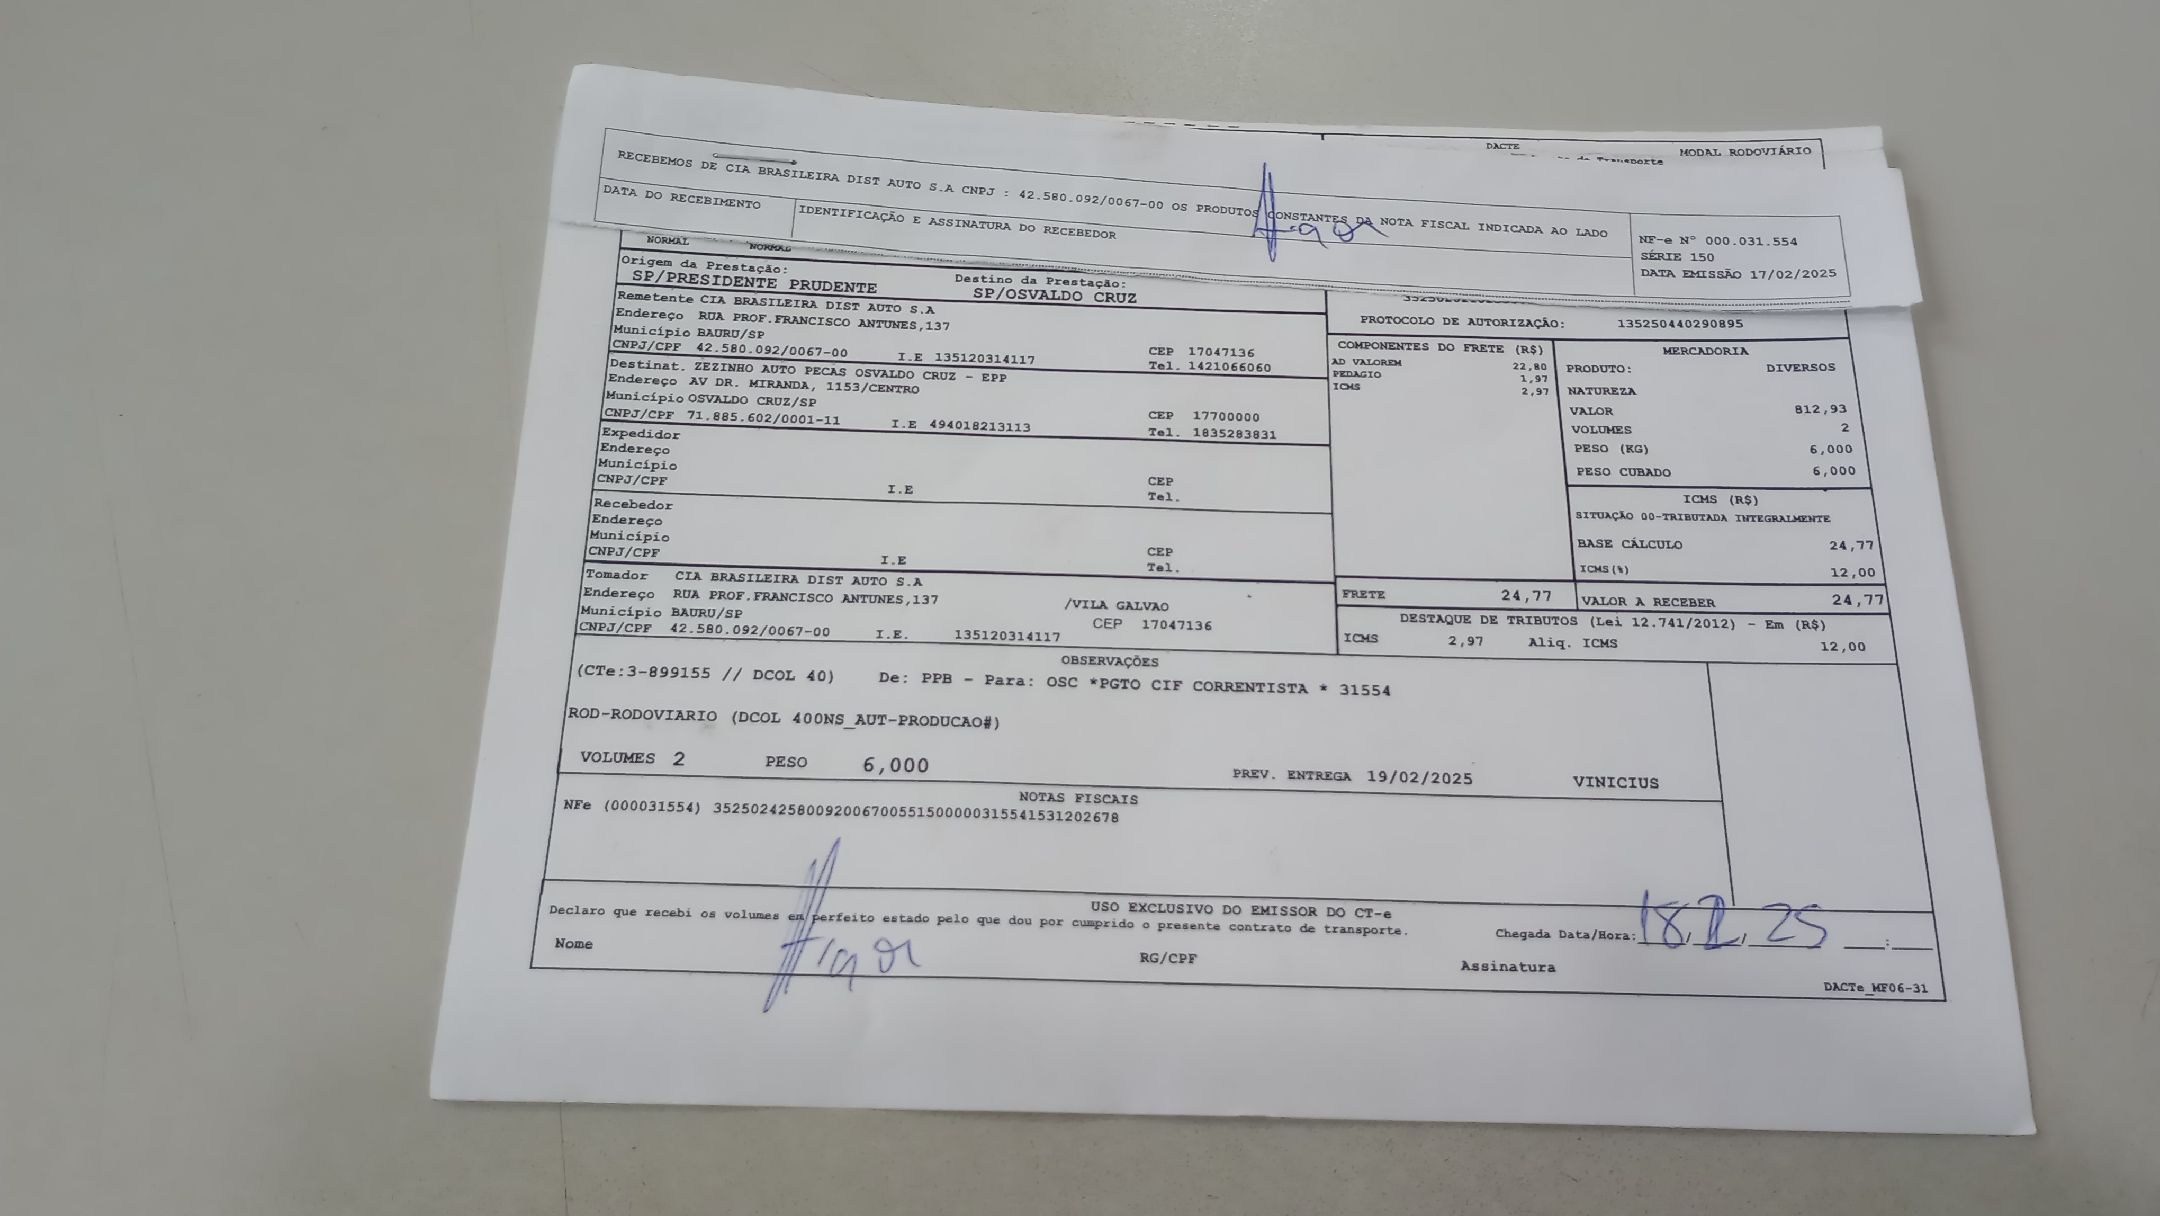 DACTE
MODAL RODOVIÁRIO
de Transporte
RECEBEMOS DE CIA BRASILEIRA DIST AUTO S.A CNPJ : 42.580.092/0067-00 OS PRODUTOS CONSTANTES DA NOTA FISCAL INDICADA AO LADO
DATA DO RECEBIMENTO
IDENTIFICAÇÃO E ASSINATURA DO RECEBEDOR
NF-e Nº 000.031.554
SÉRIE 150
DATA EMISSÃO 17/02/2025
NORMAL NORMAL
Origem da Prestação:
SP/PRESIDENTE PRUDENTE
Destino da Prestação:
SP/OSVALDO CRUZ
Remetente CIA BRASILEIRA DIST AUTO S.A
Endereço RUA PROF.FRANCISCO ANTUNES,137
Município BAURU/SP
CEP 17047136
CNPJ/CPF 42.580.092/0067-00 I.E 135120314117 Tel. 1421066060
Destinat. ZEZINHO AUTO PECAS OSVALDO CRUZ - EPP
Endereço AV DR. MIRANDA, 1153/CENTRO
Município OSVALDO CRUZ/SP
CEP 17700000
CNPJ/CPF 71.885.602/0001-11 I.E 494018213113 Tel. 1835283831
Expedidor
Endereço
Município
CEP
CNPJ/CPF I.E Tel.
Recebedor
Endereço
Município
CEP
CNPJ/CPF I.E Tel.
Tomador CIA BRASILEIRA DIST AUTO S.A
Endereço RUA PROF.FRANCISCO ANTUNES,137 /VILA GALVAO
Município BAURU/SP CEP 17047136
CNPJ/CPF 42.580.092/0067-00 I.E. 135120314117
PROTOCOLO DE AUTORIZAÇÃO: 135250440290895
COMPONENTES DO FRETE (R$)
AD VALOREM 22,80
PEDAGIO 1,97
ICMS 2,97
MERCADORIA
PRODUTO: DIVERSOS
NATUREZA
VALOR 812,93
VOLUMES 2
PESO (KG) 6,000
PESO CUBADO 6,000
ICMS (R$)
SITUAÇÃO 00-TRIBUTADA INTEGRALMENTE
BASE CÁLCULO 24,77
ICMS(%) 12,00
FRETE 24,77
VALOR A RECEBER 24,77
DESTAQUE DE TRIBUTOS (Lei 12.741/2012) - Em (R$)
ICMS 2,97 Aliq. ICMS 12,00
OBSERVAÇÕES
(CTe:3-899155 // DCOL 40) De: PPB - Para: OSC *PGTO CIF CORRENTISTA * 31554
ROD-RODOVIARIO (DCOL 400NS_AUT-PRODUCAO#)
VOLUMES 2 PESO 6,000 PREV. ENTREGA 19/02/2025 VINICIUS
NOTAS FISCAIS
NFe (000031554) 35250242580092006700551500000315541531202678
USO EXCLUSIVO DO EMISSOR DO CT-e
Declaro que recebi os volumes em perfeito estado pelo que dou por cumprido o presente contrato de transporte.
Chegada Data/Hora: 18/2/25 __:__
Nome RG/CPF Assinatura
DACTe_MF06-31